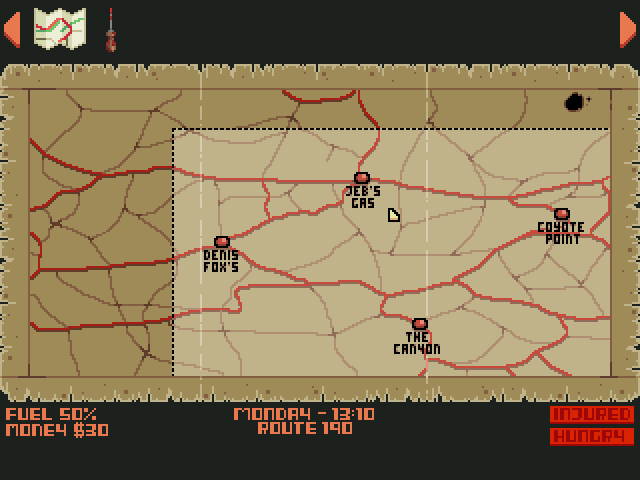 JEB'S
GAS
COYOTE
POINT
DENIS
FOX'S
THE
CANYON
FUEL 50%
MONEY $30
MONDAY - 13:10
ROUTE 190
INJURED
HUNGRY